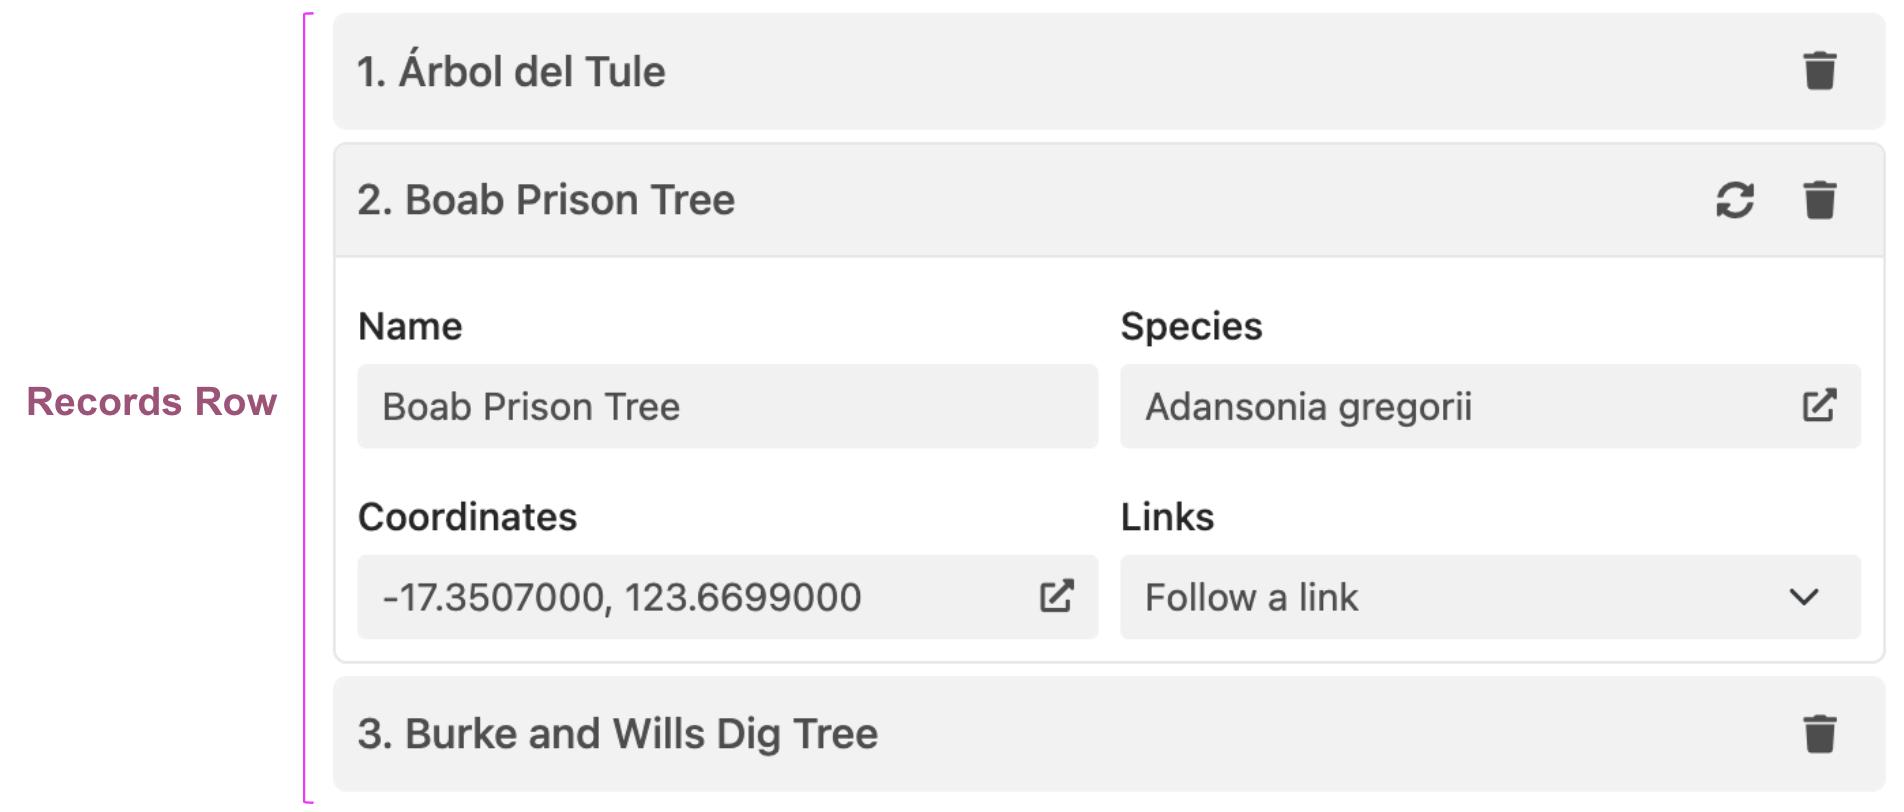 1. Árbol del Tule
2. Boab Prison Tree
Name
Boab Prison Tree
Species
Adansonia gregorii
Records Row
Coordinates
-17.3507000, 123.6699000
Links
Follow a link
3. Burke and Wills Dig Tree